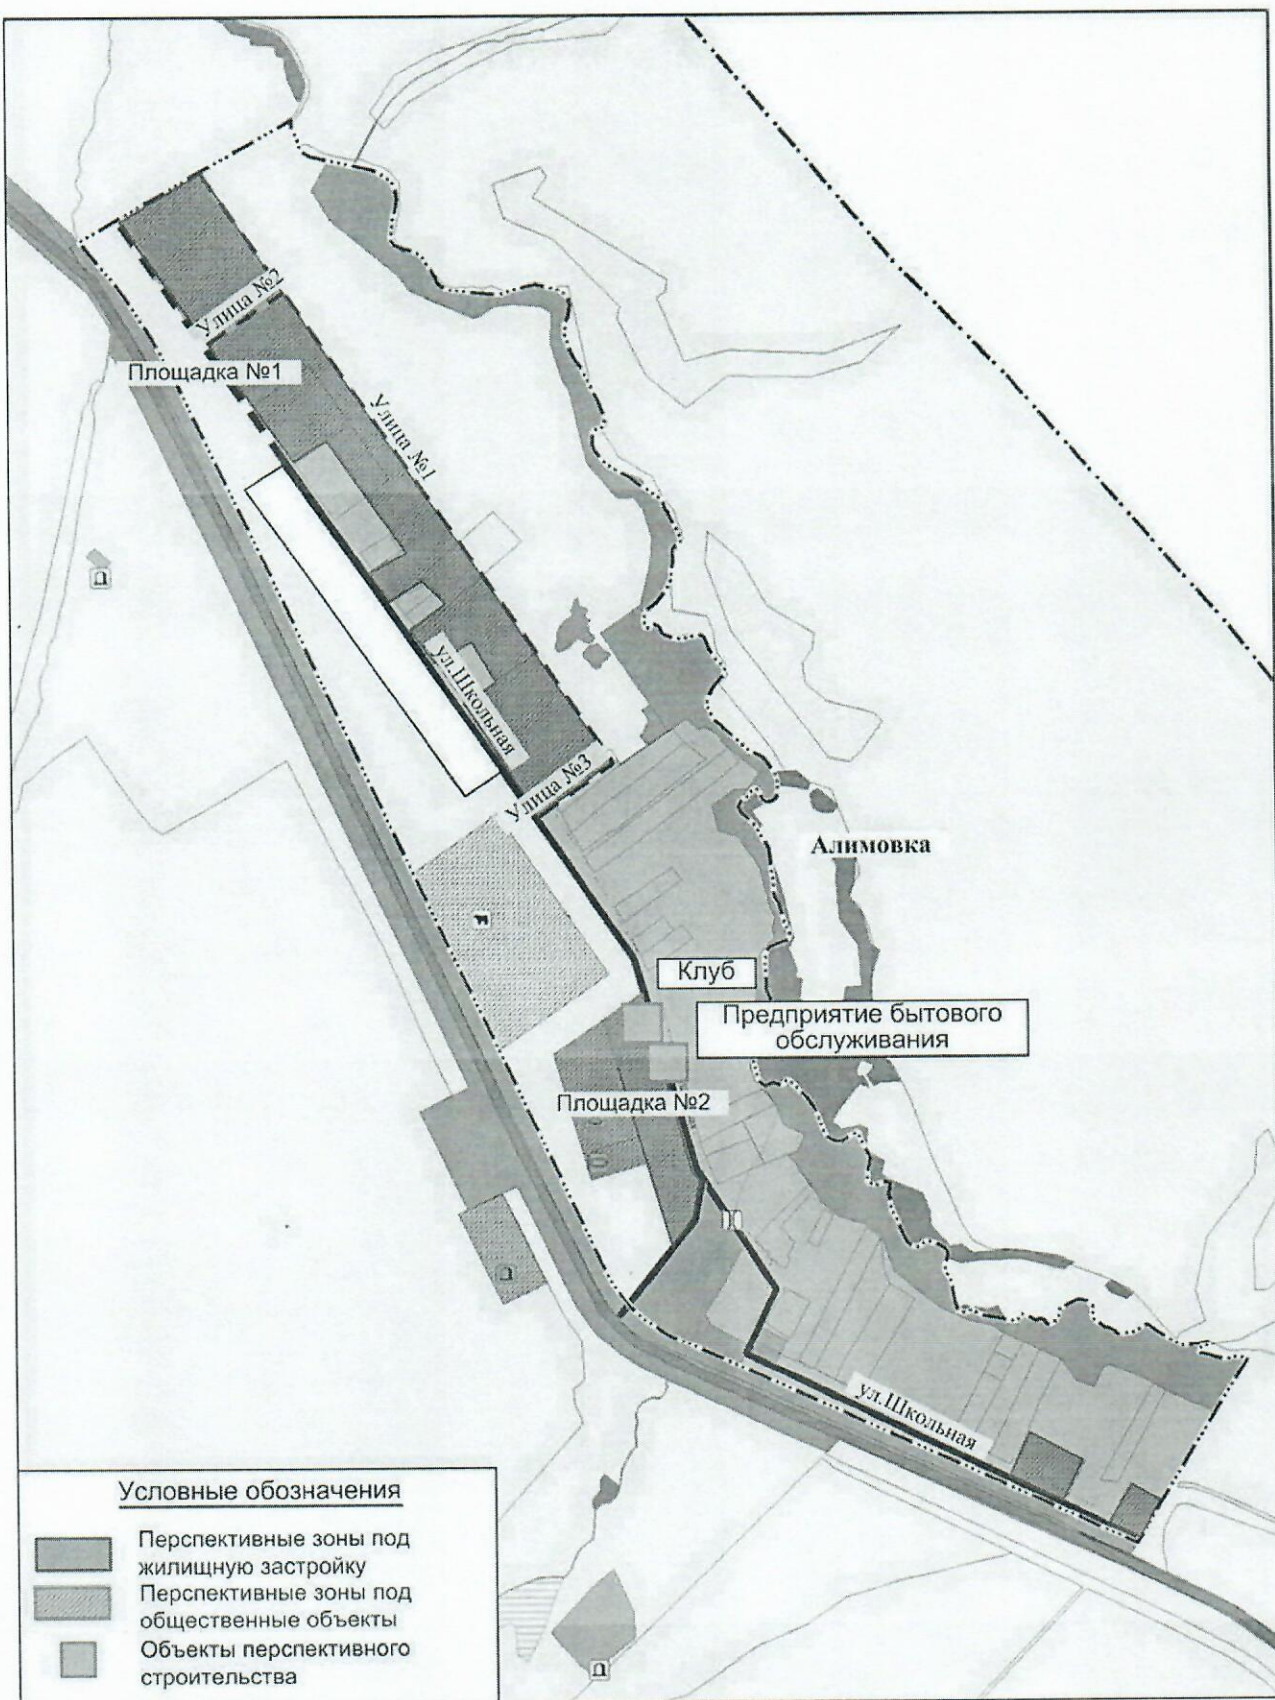 Улица №2
Площадка №1
Улица №1
ул.Школьная
Улица №3
Алимовка
Клуб
Предприятие бытового
обслуживания
Площадка №2
ул.Школьная
Условные обозначения
Перспективные зоны под
жилищную застройку
Перспективные зоны под
общественные объекты
Объекты перспективного
строительства